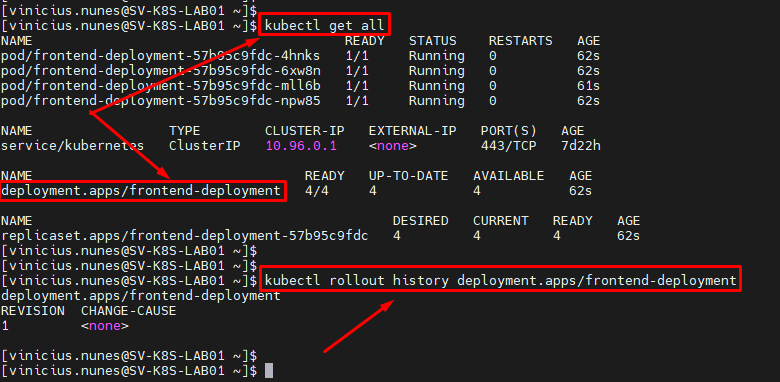 [vinicius.nunes@SV-K8S-LAB01 ~]$
[vinicius.nunes@SV-K8S-LAB01 ~]$ kubectl get all
NAME READY STATUS RESTARTS AGE
pod/frontend-deployment-57b95c9fdc-4hnks 1/1 Running 0 62s
pod/frontend-deployment-57b95c9fdc-6xw8n 1/1 Running 0 62s
pod/frontend-deployment-57b95c9fdc-mll6b 1/1 Running 0 61s
pod/frontend-deployment-57b95c9fdc-npw85 1/1 Running 0 62s
NAME TYPE CLUSTER-IP EXTERNAL-IP PORT(S) AGE
service/kubernetes ClusterIP 10.96.0.1 <none> 443/TCP 7d22h
NAME READY UP-TO-DATE AVAILABLE AGE
deployment.apps/frontend-deployment 4/4 4 4 62s
NAME DESIRED CURRENT READY AGE
replicaset.apps/frontend-deployment-57b95c9fdc 4 4 4 62s
[vinicius.nunes@SV-K8S-LAB01 ~]$
[vinicius.nunes@SV-K8S-LAB01 ~]$
[vinicius.nunes@SV-K8S-LAB01 ~]$ kubectl rollout history deployment.apps/frontend-deployment
deployment.apps/frontend-deployment
REVISION CHANGE-CAUSE
1 <none>
[vinicius.nunes@SV-K8S-LAB01 ~]$
[vinicius.nunes@SV-K8S-LAB01 ~]$